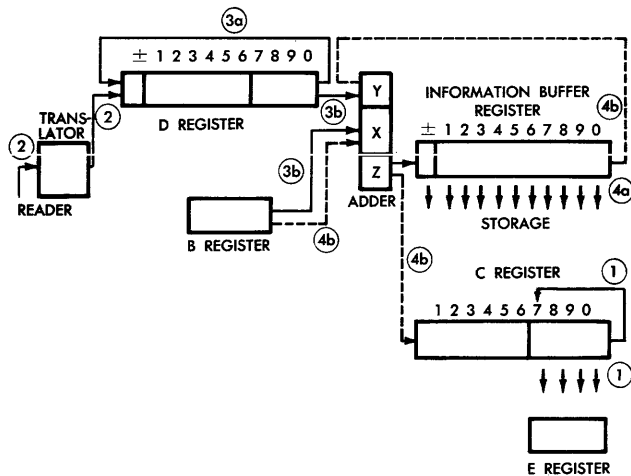 3a
± 1 2 3 4 5 6 7 8 9 0
TRANS-
LATOR
2
2
D REGISTER
3b
Y
X
Z
ADDER
INFORMATION BUFFER
REGISTER
± 1 2 3 4 5 6 7 8 9 0
4b
4a
STORAGE
READER
3b
B REGISTER
4b
4b
C REGISTER
1
1 2 3 4 5 6 7 8 9 0
1
E REGISTER